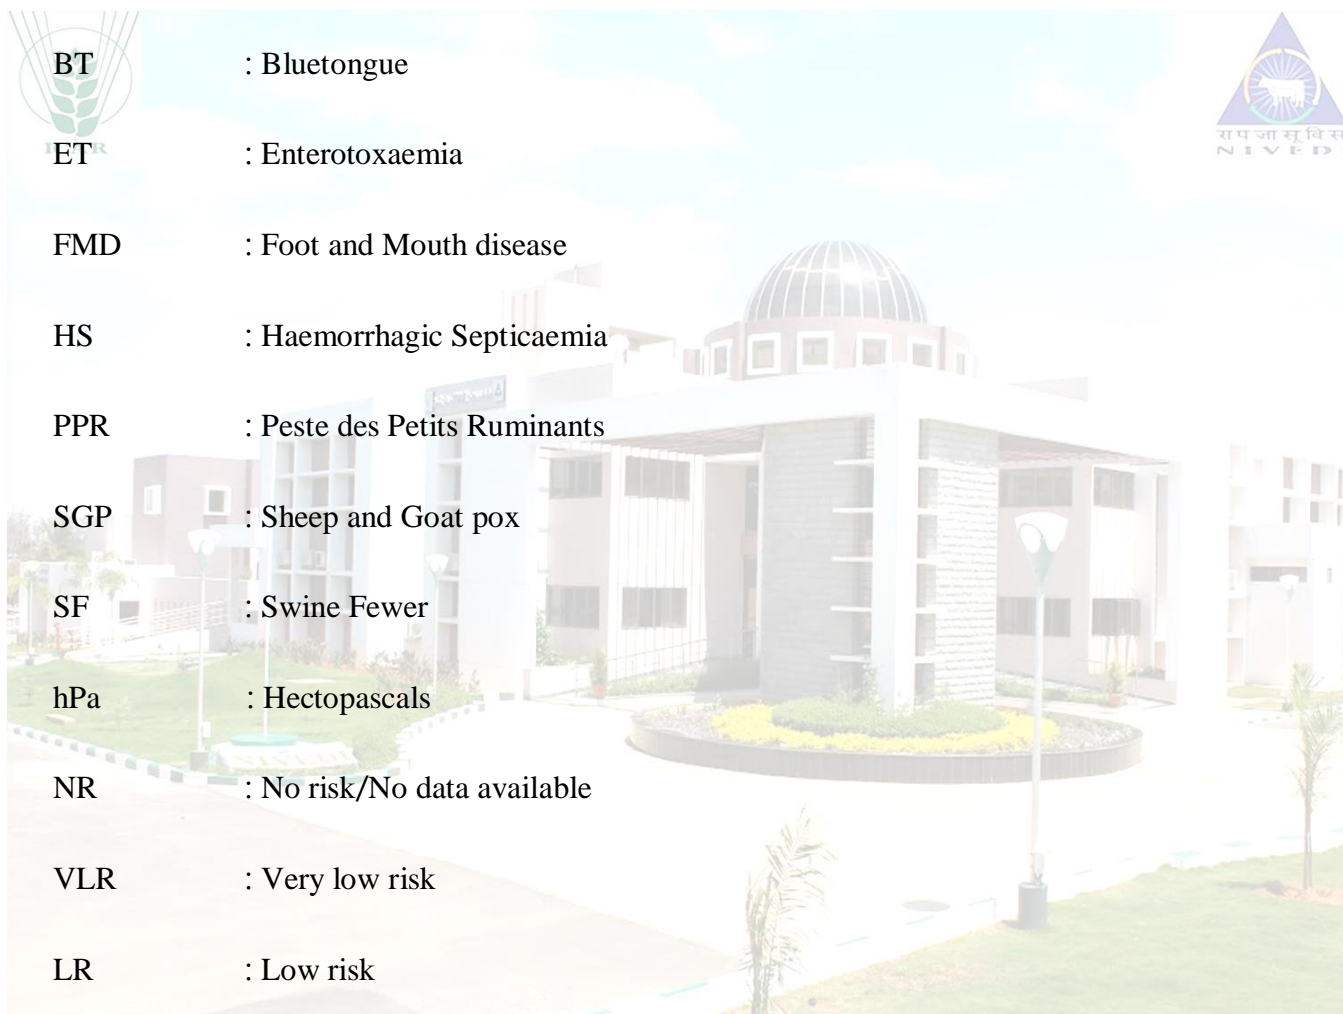 BT : Bluetongue
ET : Enterotoxaemia
FMD : Foot and Mouth disease
HS : Haemorrhagic Septicaemia
PPR : Peste des Petits Ruminants
SGP : Sheep and Goat pox
SF : Swine Fewer
hPa : Hectopascals
NR : No risk/No data available
VLR : Very low risk
LR : Low risk
रा प जा सू वि स
NIVED
NIVEDI